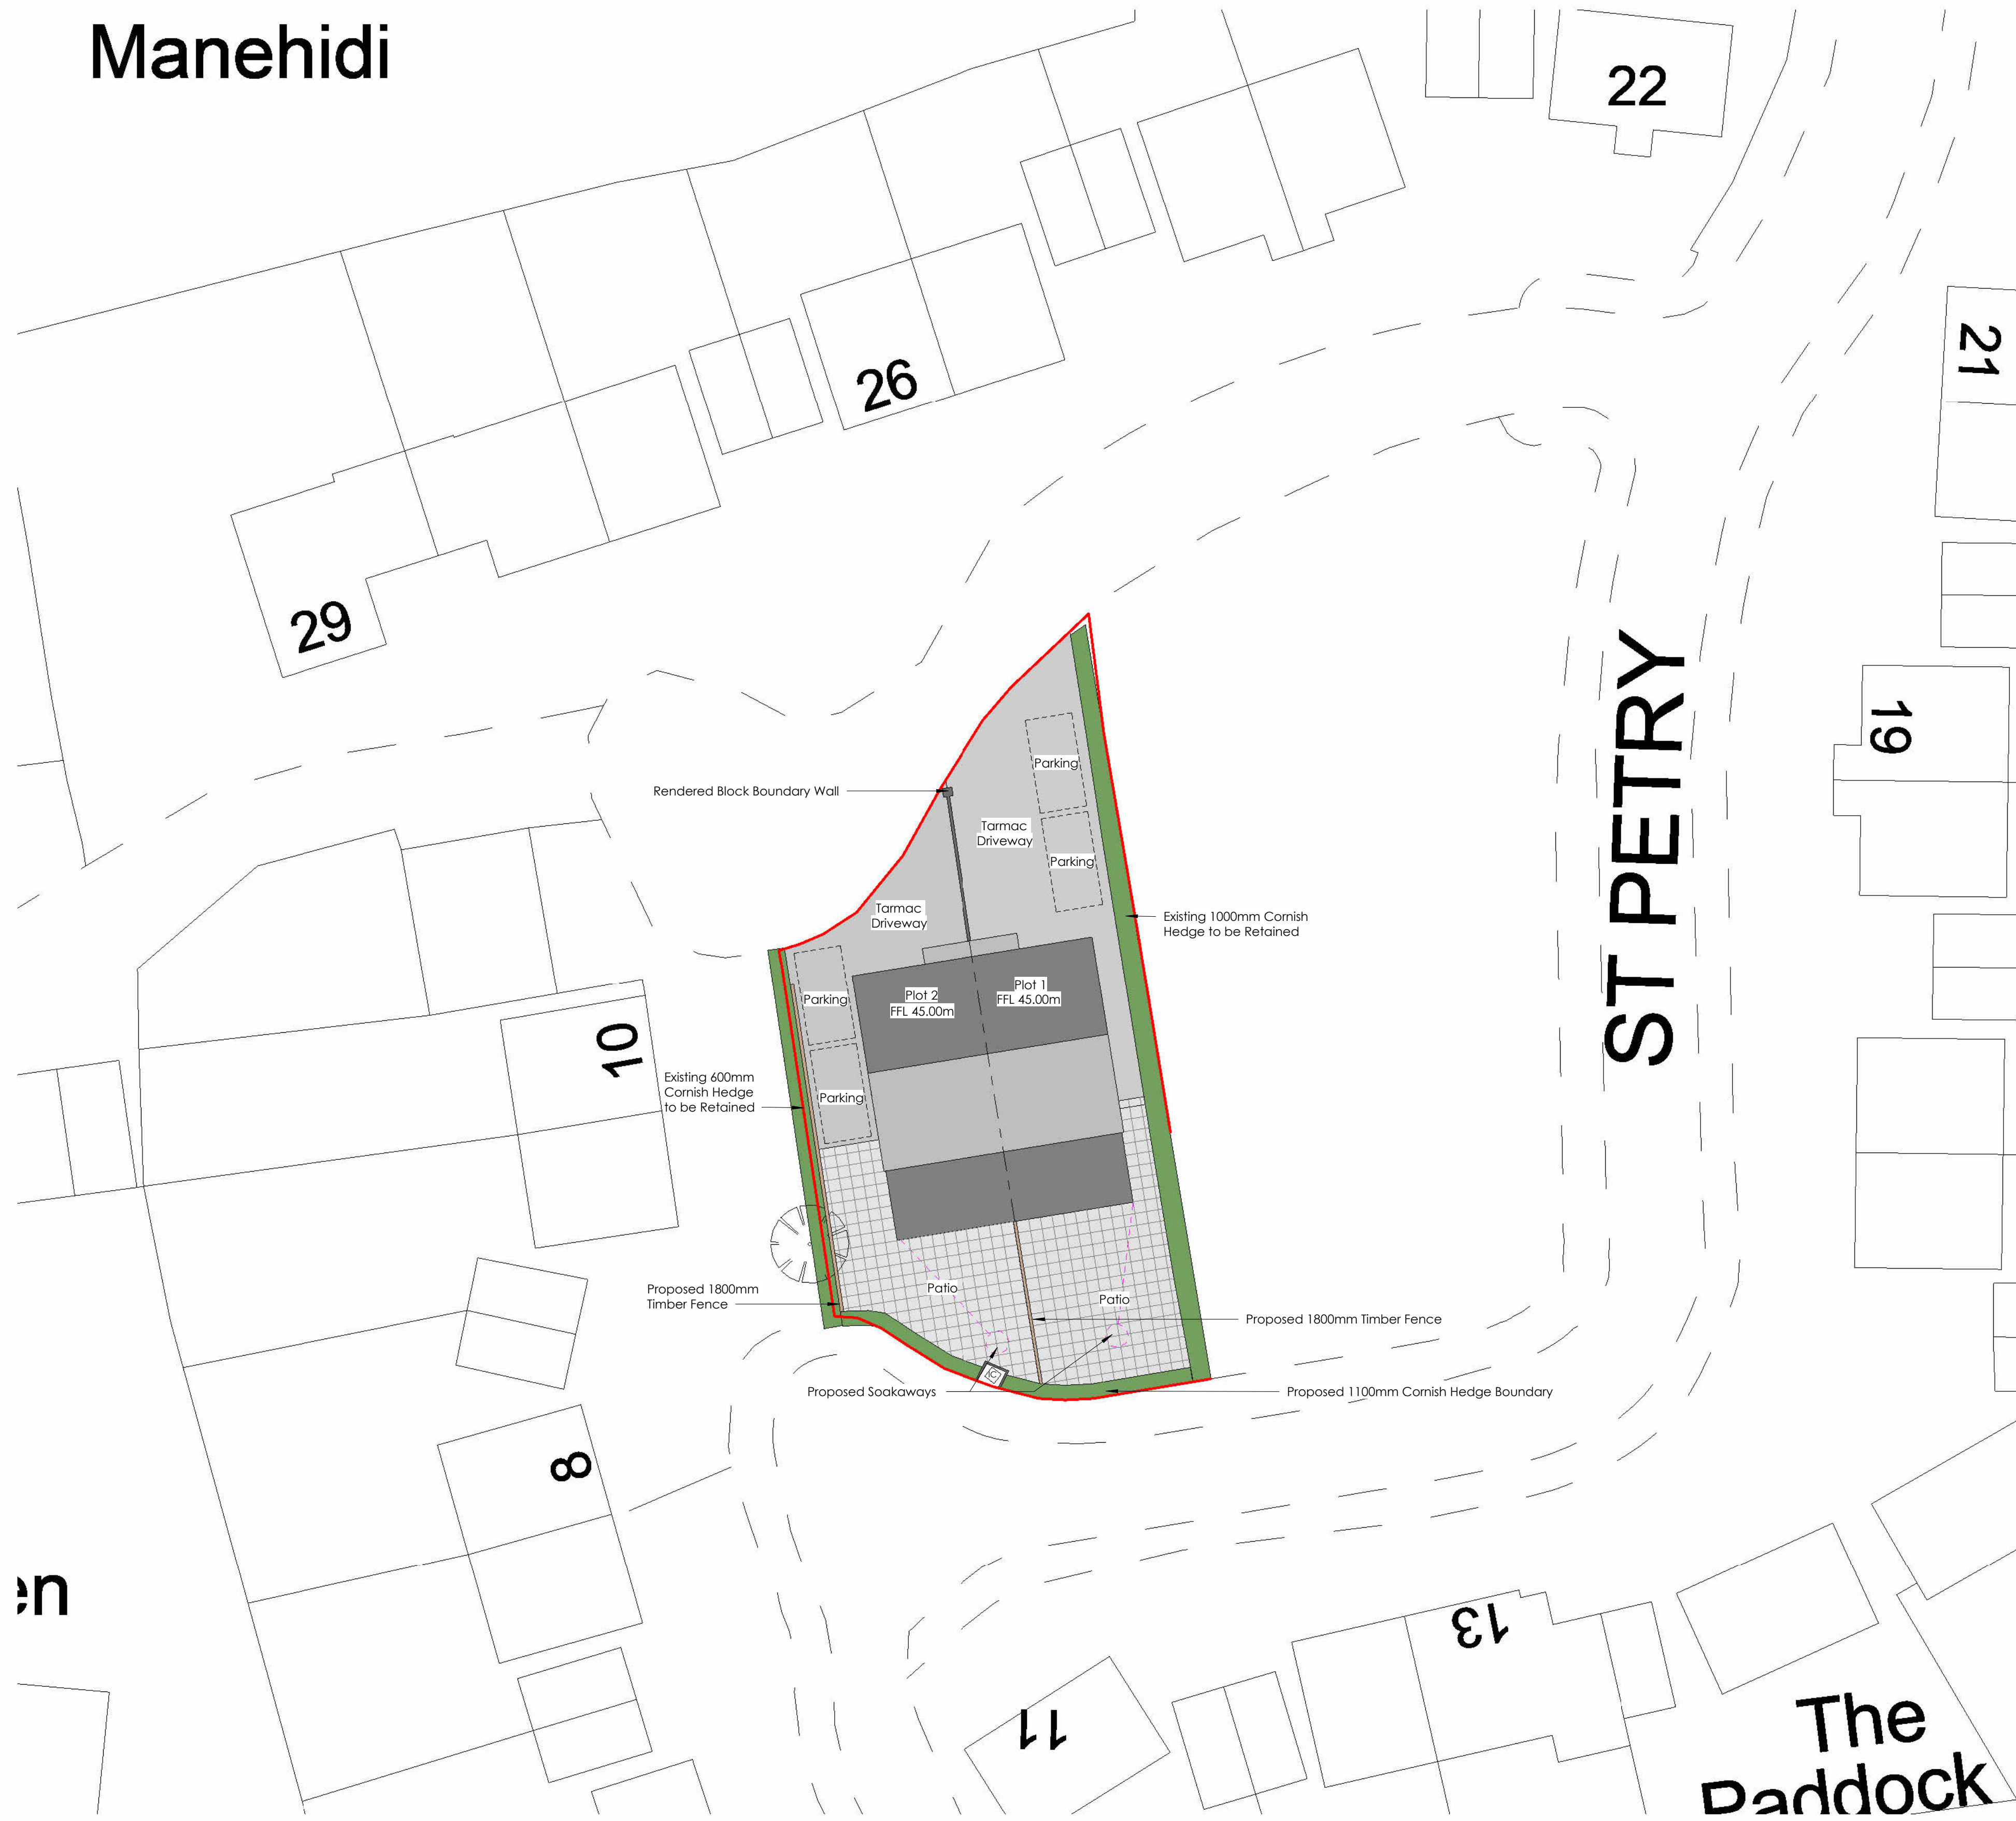 Manehidi
22
26
21
29
Rendered Block Boundary Wall
Parking
Tarmac
Driveway
Parking
19
ST PETRY
Tarmac
Driveway
Existing 1000mm Cornish
Hedge to be Retained
Parking
Plot 2
FFL 45.00m
Plot 1
FFL 45.00m
10
Existing 600mm
Cornish Hedge
to be Retained
Parking
Proposed 1800mm
Timber Fence
Patio
Patio
Proposed 1800mm Timber Fence
IC
Proposed Soakaways
Proposed 1100mm Cornish Hedge Boundary
8
en
13
11
The
Paddock